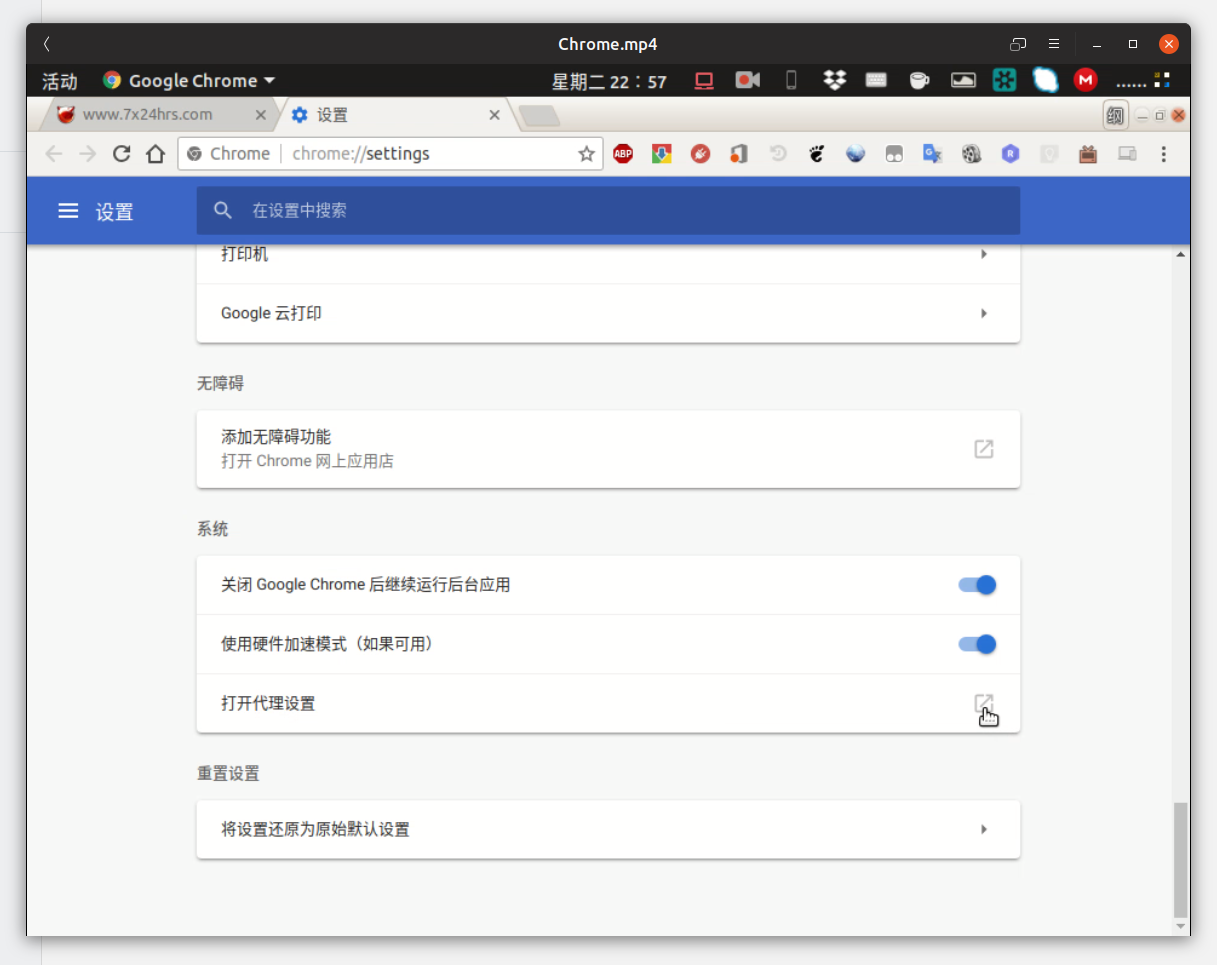 Chrome.mp4
活动 Google Chrome 星期二 22：57 M ......
www.7x24hrs.com 设置 纲
Chrome chrome://settings ABP G R
设置 在设置中搜索
打印机
Google 云打印
无障碍
添加无障碍功能
打开 Chrome 网上应用店
系统
关闭 Google Chrome 后继续运行后台应用
使用硬件加速模式（如果可用）
打开代理设置
重置设置
将设置还原为原始默认设置